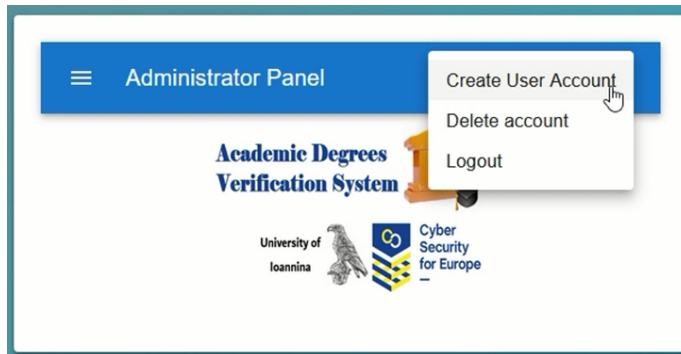 Administrator Panel
Create User Account
Delete account
Logout
Academic Degrees
Verification System
University of
Ioannina
Cyber
Security
for Europe